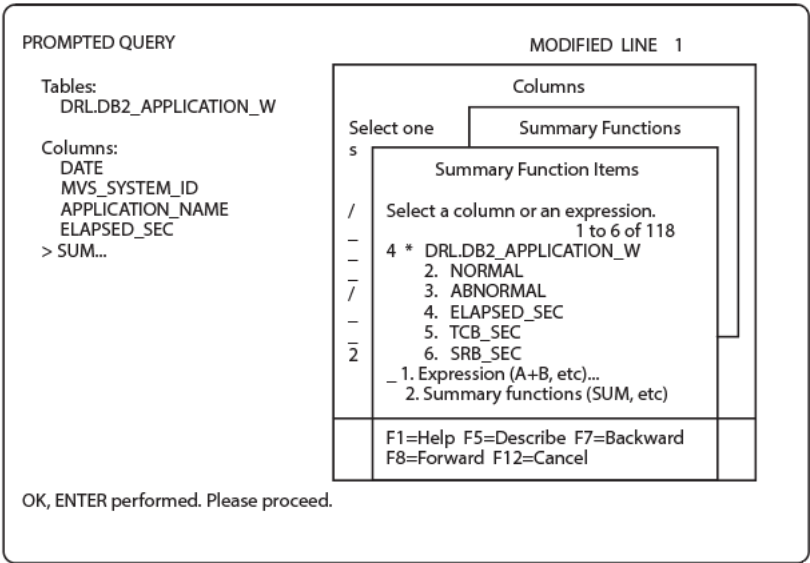 PROMPTED QUERY
MODIFIED LINE 1
Tables:
DRL.DB2_APPLICATION_W
Columns:
DATE
MVS_SYSTEM_ID
APPLICATION_NAME
ELAPSED_SEC
> SUM...
Columns
Select one
s
/
_
_
_
/
_
_
2
Summary Functions
Summary Function Items
Select a column or an expression.
1 to 6 of 118
4 * DRL.DB2_APPLICATION_W
2. NORMAL
3. ABNORMAL
4. ELAPSED_SEC
5. TCB_SEC
6. SRB_SEC
_ 1. Expression (A+B, etc)...
2. Summary functions (SUM, etc)
F1=Help F5=Describe F7=Backward
F8=Forward F12=Cancel
OK, ENTER performed. Please proceed.